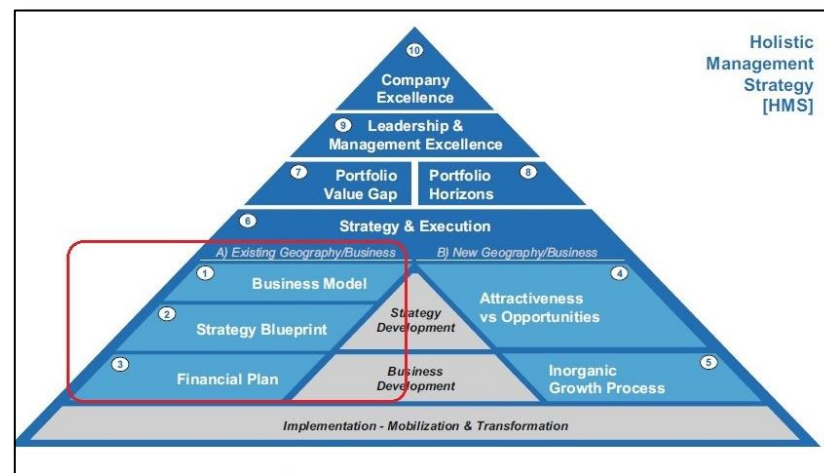 Holistic
Management
Strategy
[HMS]
10
Company
Excellence
9
Leadership &
Management Excellence
7
Portfolio
Value Gap
Portfolio
Horizons
8
6
Strategy & Execution
A) Existing Geography/Business
B) New Geography/Business
1
Business Model
2
Strategy Blueprint
3
Financial Plan
Strategy
Development
Business
Development
4
Attractiveness
vs Opportunities
5
Inorganic
Growth Process
Implementation - Mobilization & Transformation